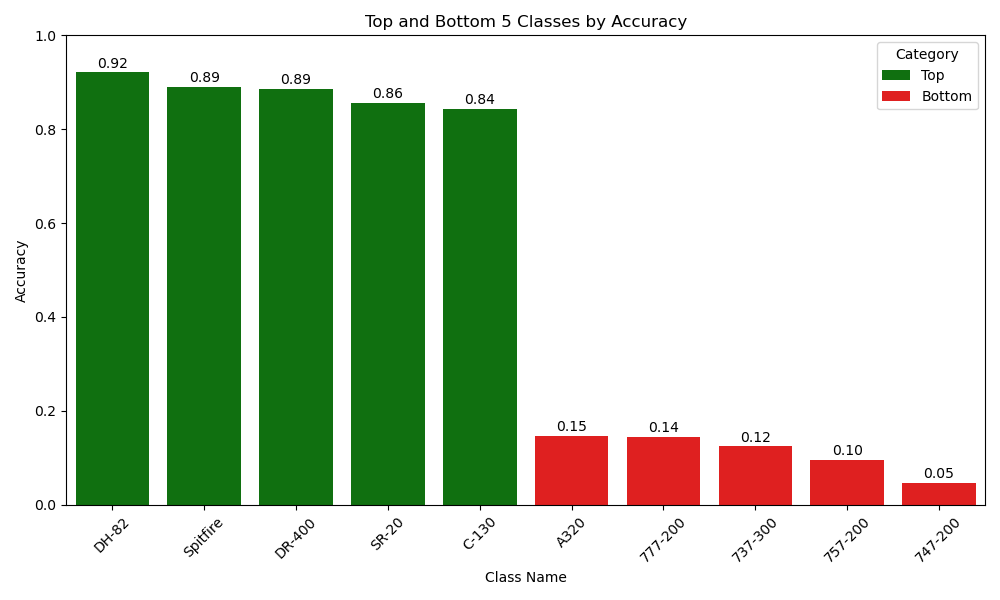 Top and Bottom 5 Classes by Accuracy
Category
Top
Bottom
Accuracy
1.0
0.8
0.6
0.4
0.2
0.0
0.92
0.89
0.89
0.86
0.84
0.15
0.14
0.12
0.10
0.05
DH-82
Spitfire
DR-400
SR-20
C-130
A320
777-200
737-300
757-200
747-200
Class Name